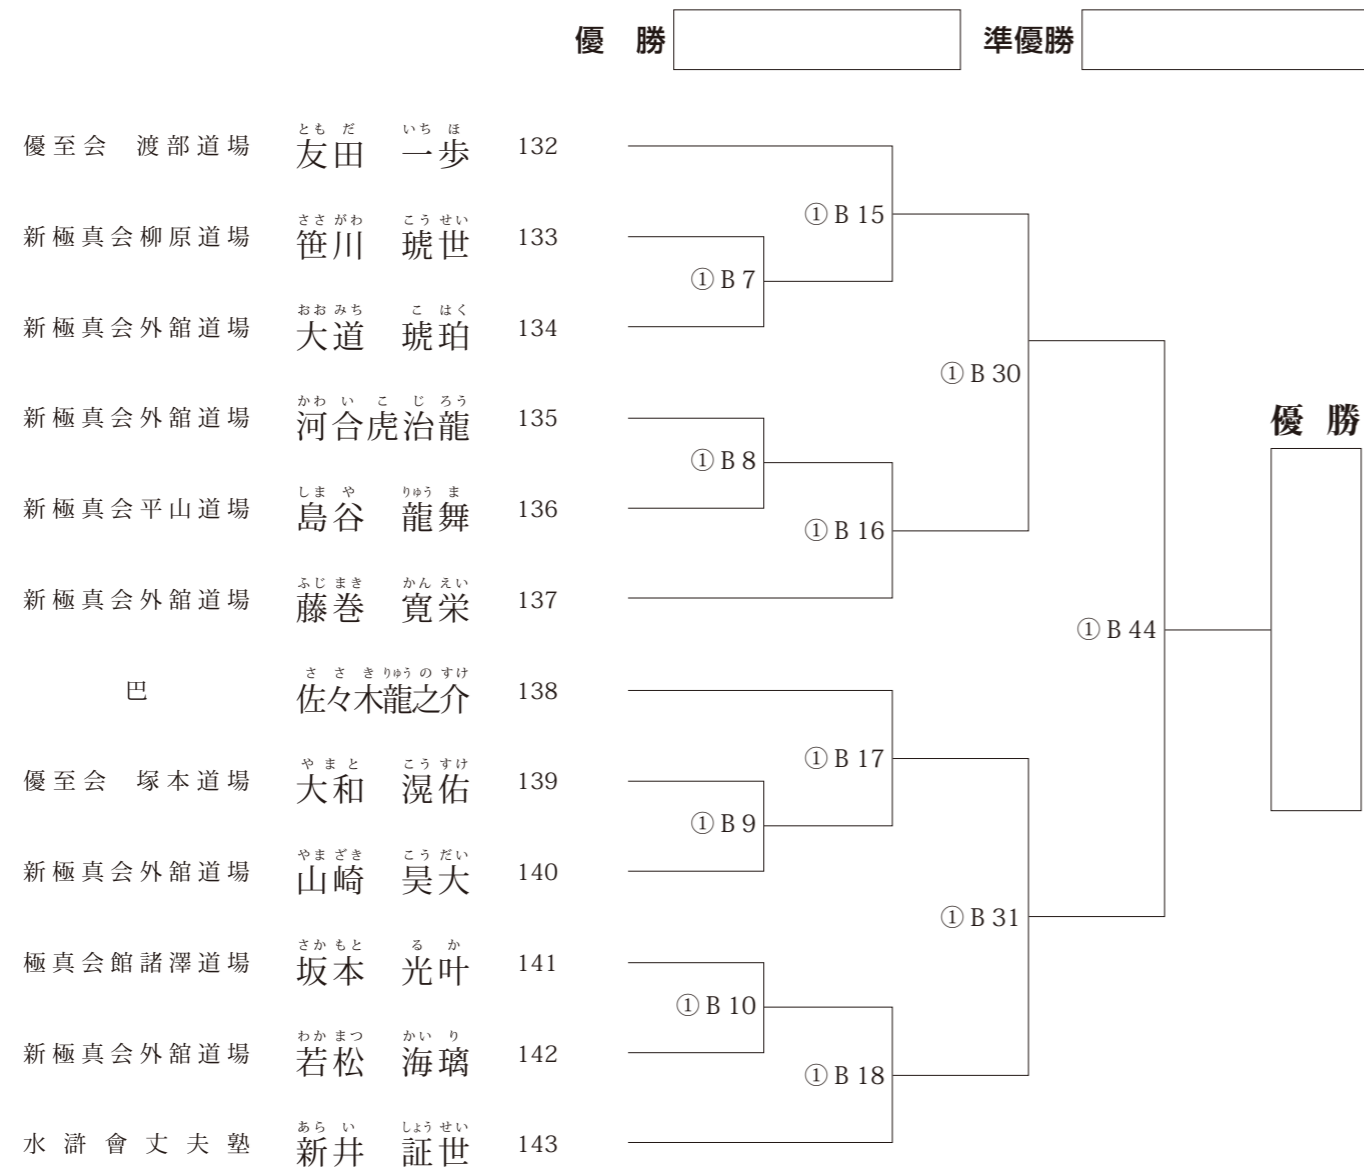 優　勝　準優勝
ともだ　いちほ
優至会　渡部道場　友田　一歩　132
ささがわ　こうせい
新極真会柳原道場　笹川　琥世　133
① B 15
① B 7
おおみち　こはく
新極真会外舘道場　大道　琥珀　134
① B 30
かわいこじろう
新極真会外舘道場　河合虎治龍　135
優　勝
① B 8
しまや　りゅうま
新極真会平山道場　島谷　龍舞　136
① B 16
ふじまき　かんえい
新極真会外舘道場　藤巻　寛栄　137
① B 44
ささきりゅうのすけ
巴　佐々木龍之介　138
① B 17
やまと　こうすけ
優至会　塚本道場　大和　滉佑　139
① B 9
やまざき　こうだい
新極真会外舘道場　山崎　昊大　140
① B 31
さかもと　るか
極真会館諸澤道場　坂本　光叶　141
① B 10
わかまつ　かいり
新極真会外舘道場　若松　海璃　142
① B 18
あらい　しょうせい
水滸會丈夫塾　新井　証世　143